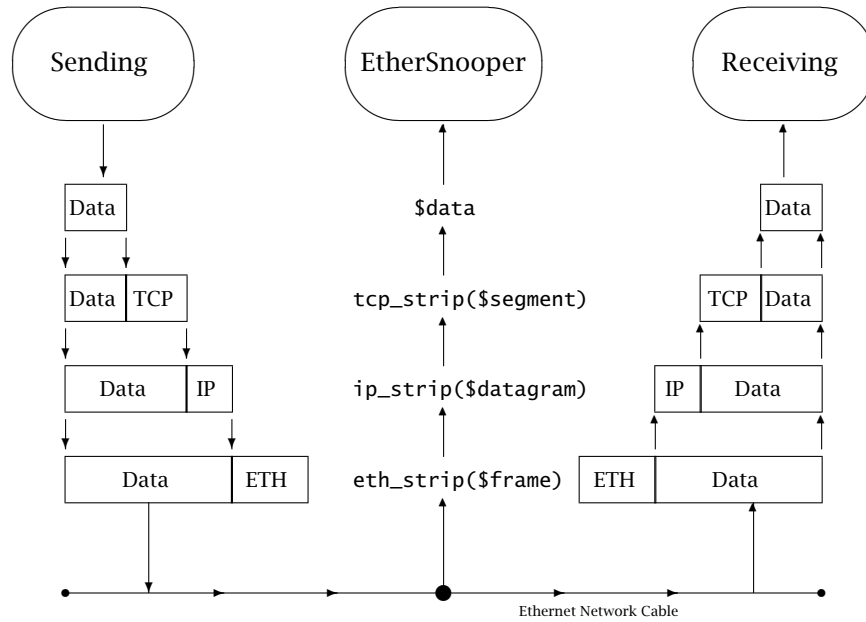 Sending EtherSnooper Receiving
Data $data Data
Data TCP tcp_strip($segment) TCP Data
Data IP ip_strip($datagram) IP Data
Data ETH eth_strip($frame) ETH Data
Ethernet Network Cable